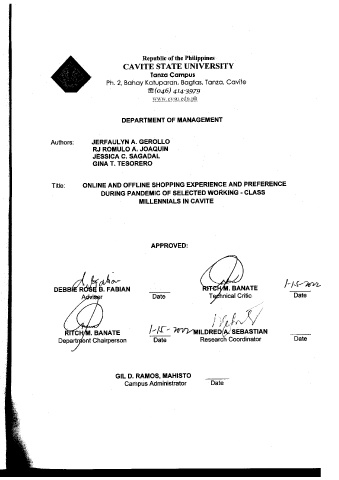 Republic of the Philippines
CAVITE STATE UNIVERSITY
Tanza Campus
Ph. 2, Bahay Katuparan, Bagtas, Tanza, Cavite
☎(046) 414-3979
www.cvsu.edu.ph
DEPARTMENT OF MANAGEMENT
Authors: JERFAULYN A. GEROLLO
RJ ROMULO A. JOAQUIN
JESSICA C. SAGADAL
GINA T. TESORERO
Title: ONLINE AND OFFLINE SHOPPING EXPERIENCE AND PREFERENCE
DURING PANDEMIC OF SELECTED WORKING - CLASS
MILLENNIALS IN CAVITE
APPROVED:
DEBBIE ROSE B. FABIAN
Adviser Date
RITCH M. BANATE 1-15-2022
Technical Critic Date
RITCH M. BANATE 1-15-2022
Department Chairperson Date
MILDRED A. SEBASTIAN
Research Coordinator Date
GIL D. RAMOS, MAHISTO
Campus Administrator Date